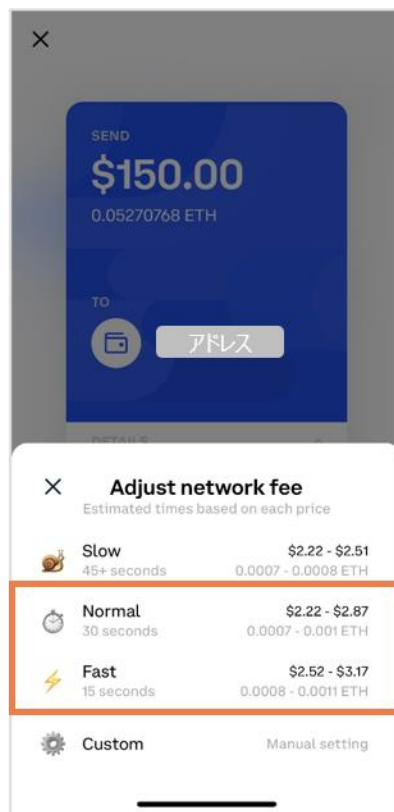 SEND
$150.00
0.05270768 ETH
TO
アドレス
DETAILS
Adjust network fee
Estimated times based on each price
Slow
$2.22 - $2.51
45+ seconds
0.0007 - 0.0008 ETH
Normal
$2.22 - $2.87
30 seconds
0.0007 - 0.001 ETH
Fast
$2.52 - $3.17
15 seconds
0.0008 - 0.0011 ETH
Custom
Manual setting